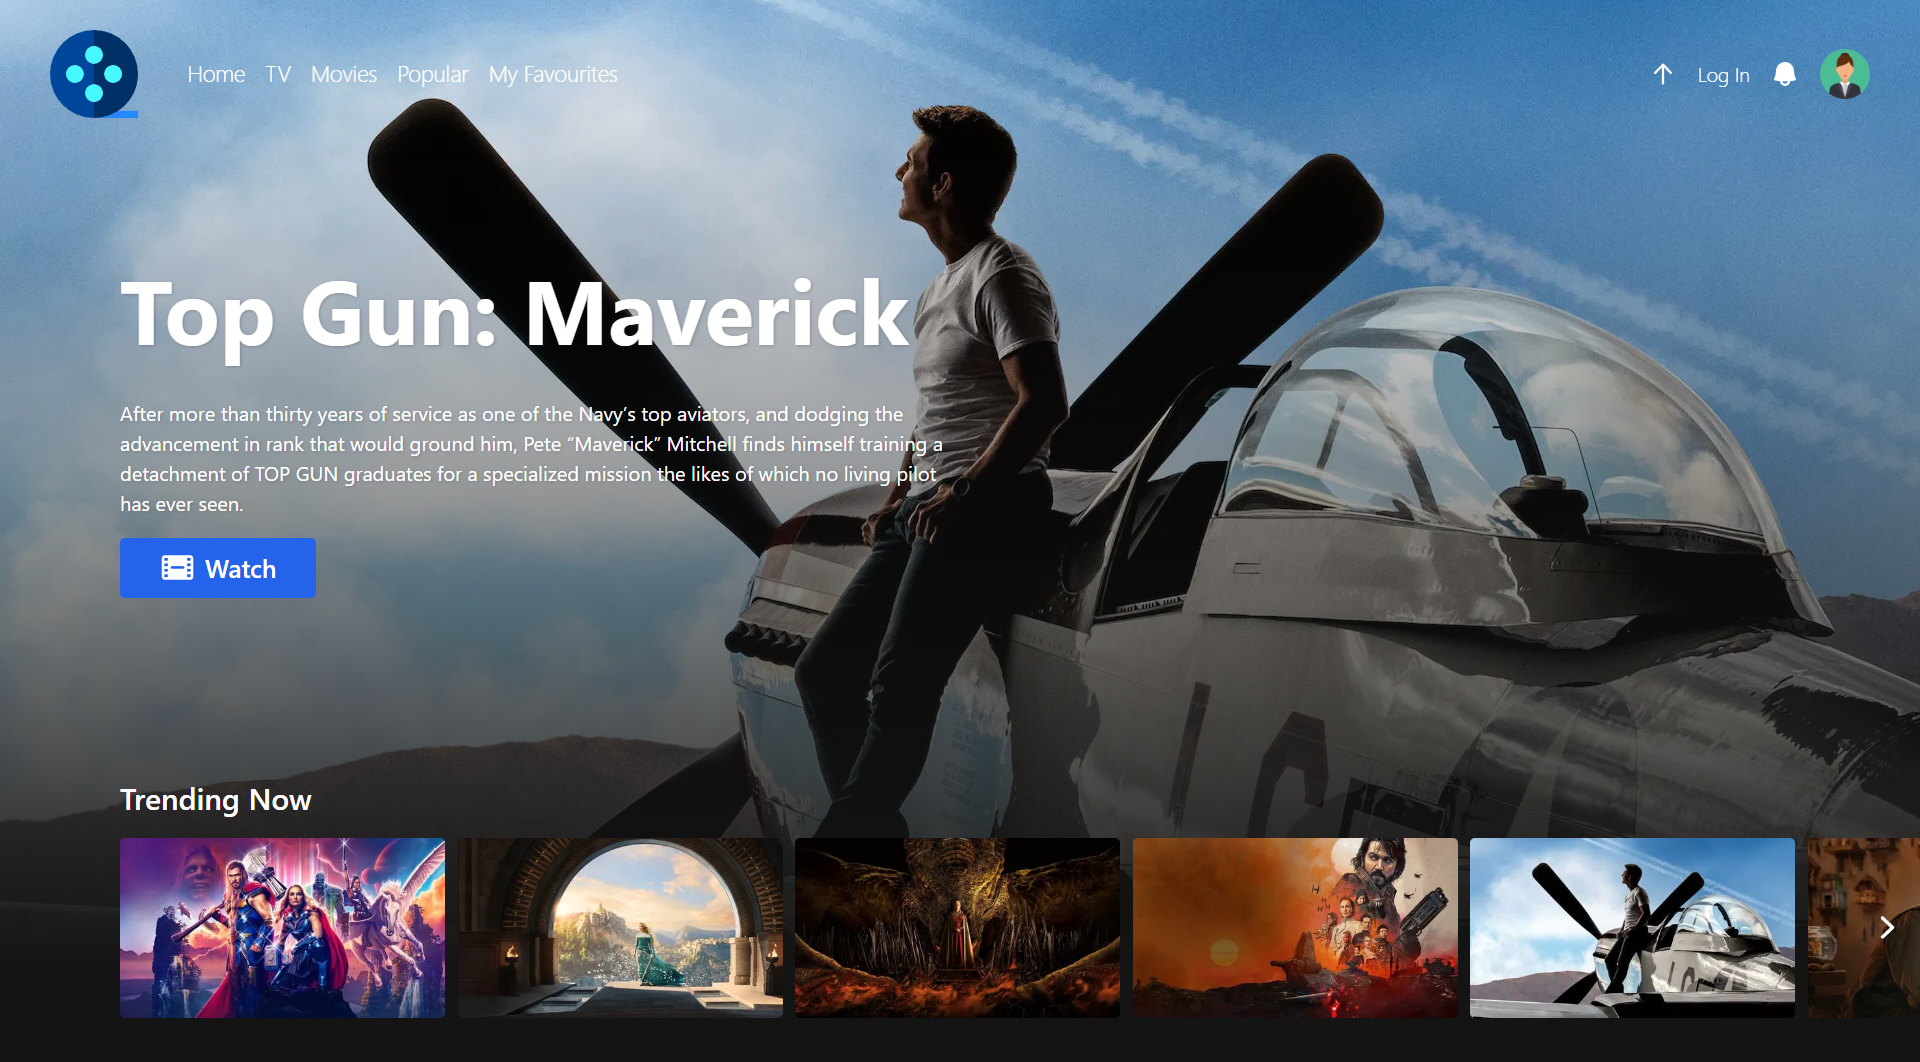 Home TV Movies Popular My Favourites Log In
Top Gun: Maverick
After more than thirty years of service as one of the Navy’s top aviators, and dodging the
advancement in rank that would ground him, Pete “Maverick” Mitchell finds himself training a
detachment of TOP GUN graduates for a specialized mission the likes of which no living pilot
has ever seen.
Watch
Trending Now